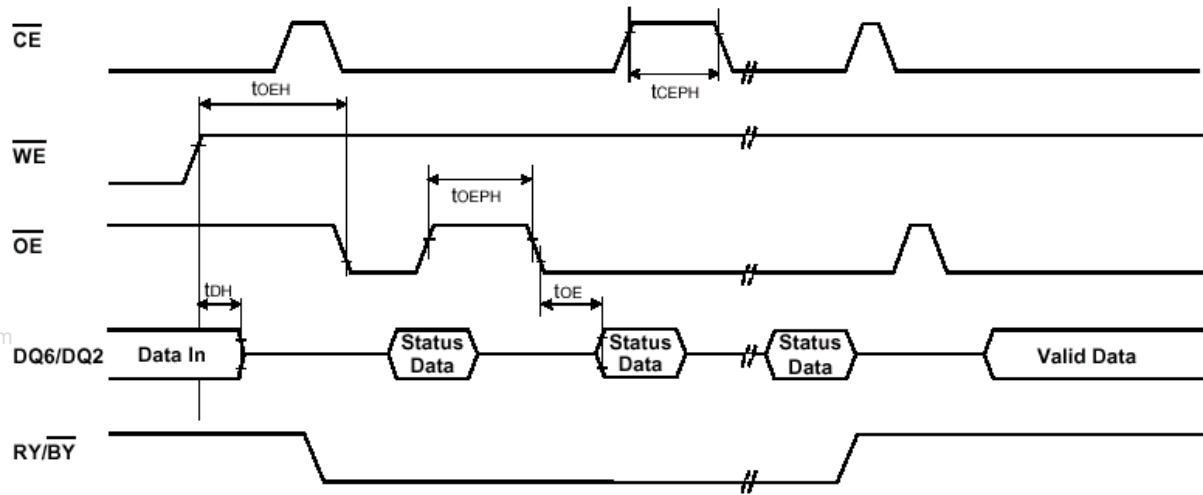 CE
tOEH
tCEPH
WE
tOEPH
OE
tDH
tOE
DQ6/DQ2
Data In
Status
Data
Status
Data
Status
Data
Valid Data
RY/BY